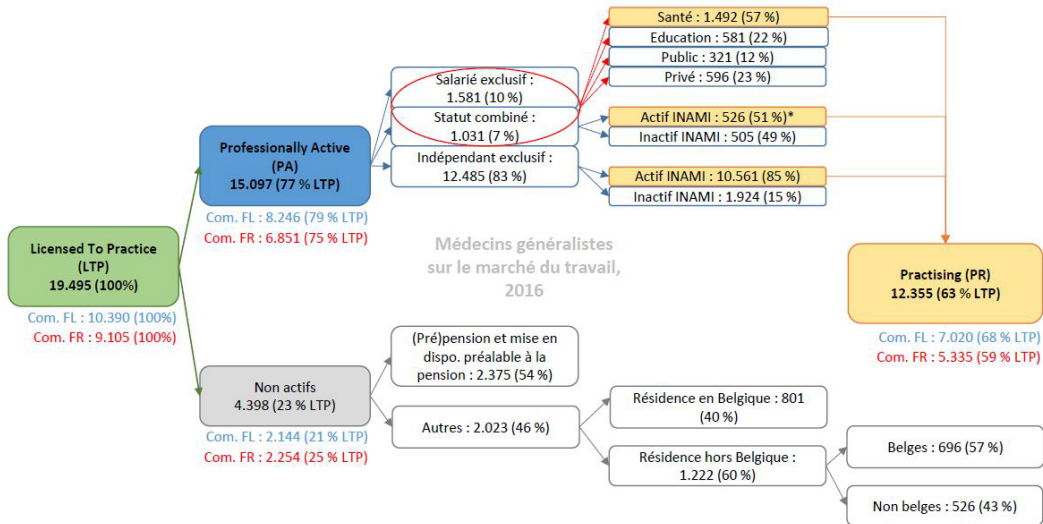 Licensed To Practice
(LTP)
19.495 (100%)
Com. FL : 10.390 (100%)
Com. FR : 9.105 (100%)
Professionally Active
(PA)
15.097 (77 % LTP)
Com. FL : 8.246 (79 % LTP)
Com. FR : 6.851 (75 % LTP)
Salarié exclusif :
1.581 (10 %)
Statut combiné :
1.031 (7 %)
Indépendant exclusif :
12.485 (83 %)
Santé : 1.492 (57 %)
Education : 581 (22 %)
Public : 321 (12 %)
Privé : 596 (23 %)
Actif INAMI : 526 (51 %)*
Inactif INAMI : 505 (49 %)
Actif INAMI : 10.561 (85 %)
Inactif INAMI : 1.924 (15 %)
Médecins généralistes
sur le marché du travail,
2016
Practising (PR)
12.355 (63 % LTP)
Com. FL : 7.020 (68 % LTP)
Com. FR : 5.335 (59 % LTP)
Non actifs
4.398 (23 % LTP)
Com. FL : 2.144 (21 % LTP)
Com. FR : 2.254 (25 % LTP)
(Pré)pension et mise en
dispo. préalable à la
pension : 2.375 (54 %)
Autres : 2.023 (46 %)
Résidence en Belgique : 801
(40 %)
Résidence hors Belgique :
1.222 (60 %)
Belges : 696 (57 %)
Non belges : 526 (43 %)